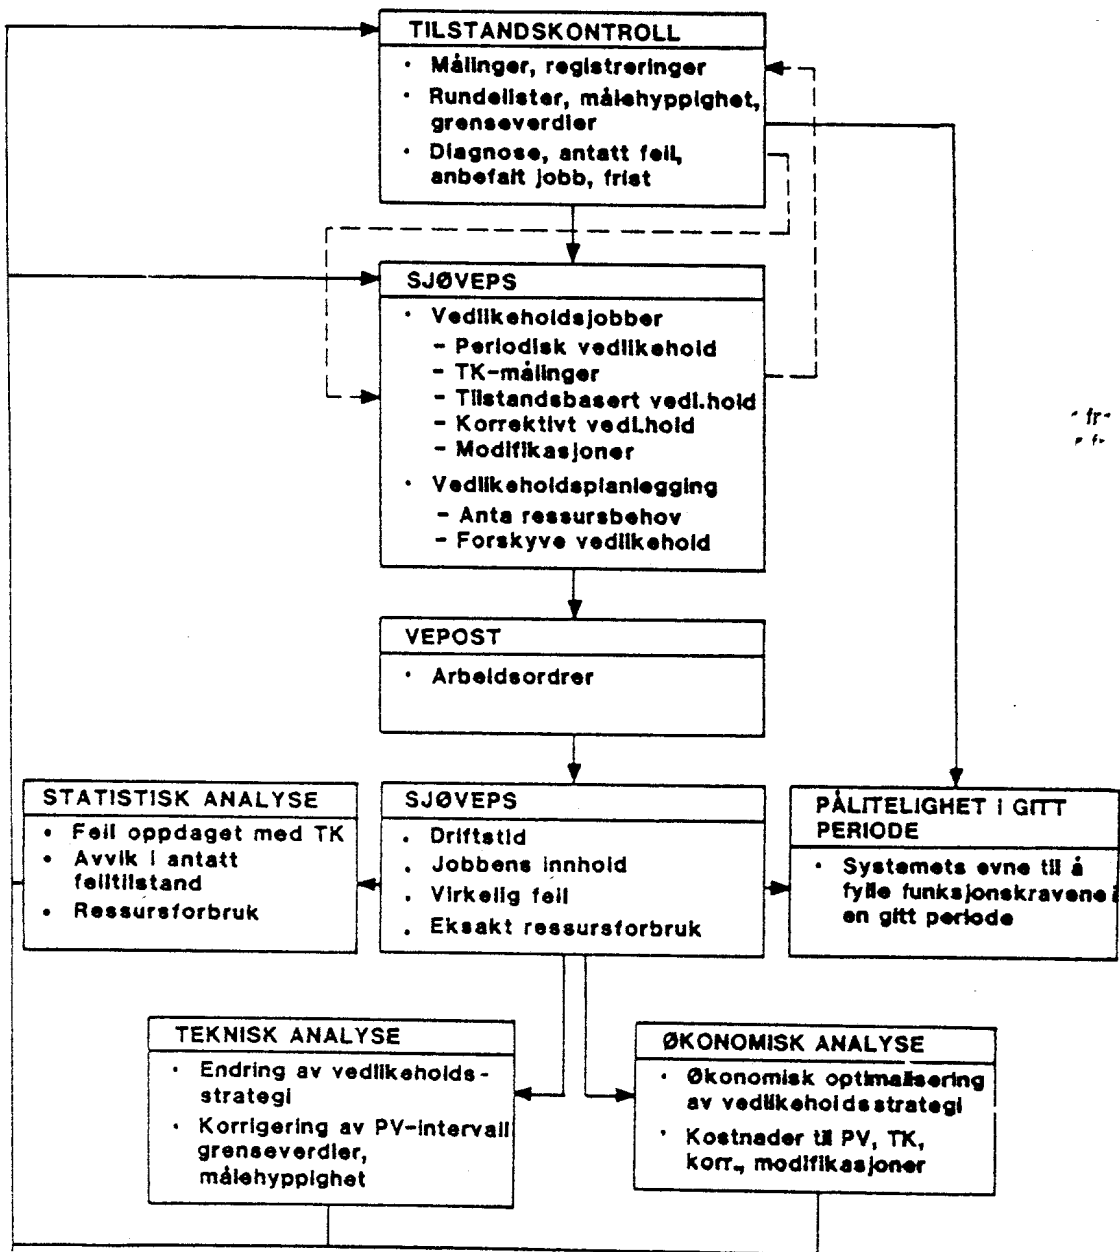 TILSTANDSKONTROLL
· Målinger, registreringer
· Rundelister, målehyppighet,
grenseverdier
· Diagnose, antatt feil,
anbefalt jobb, frist
SJØVEPS
· Vedlikeholdsjobber
- Periodisk vedlikehold
- TK-målinger
- Tilstandsbasert vedl.hold
- Korrektivt vedl.hold
- Modifikasjoner
· Vedlikeholdsplanlegging
- Anta ressursbehov
- Forskyve vedlikehold
VEPOST
· Arbeidsordrer
STATISTISK ANALYSE
• Feil oppdaget med TK
• Avvik i antatt
feiltilstand
• Ressursforbruk
SJØVEPS
. Driftstid
. Jobbens innhold
. Virkelig feil
. Eksakt ressursforbruk
PÅLITELIGHET I GITT
PERIODE
· Systemets evne til å
fylle funksjonskravene i
en gitt periode
TEKNISK ANALYSE
· Endring av vedlikeholds-
strategi
· Korrigering av PV-intervall
grenseverdier,
målehyppighet
ØKONOMISK ANALYSE
· Økonomisk optimalisering
av vedlikeholdsstrategi
· Kostnader til PV, TK,
korr., modifikasjoner